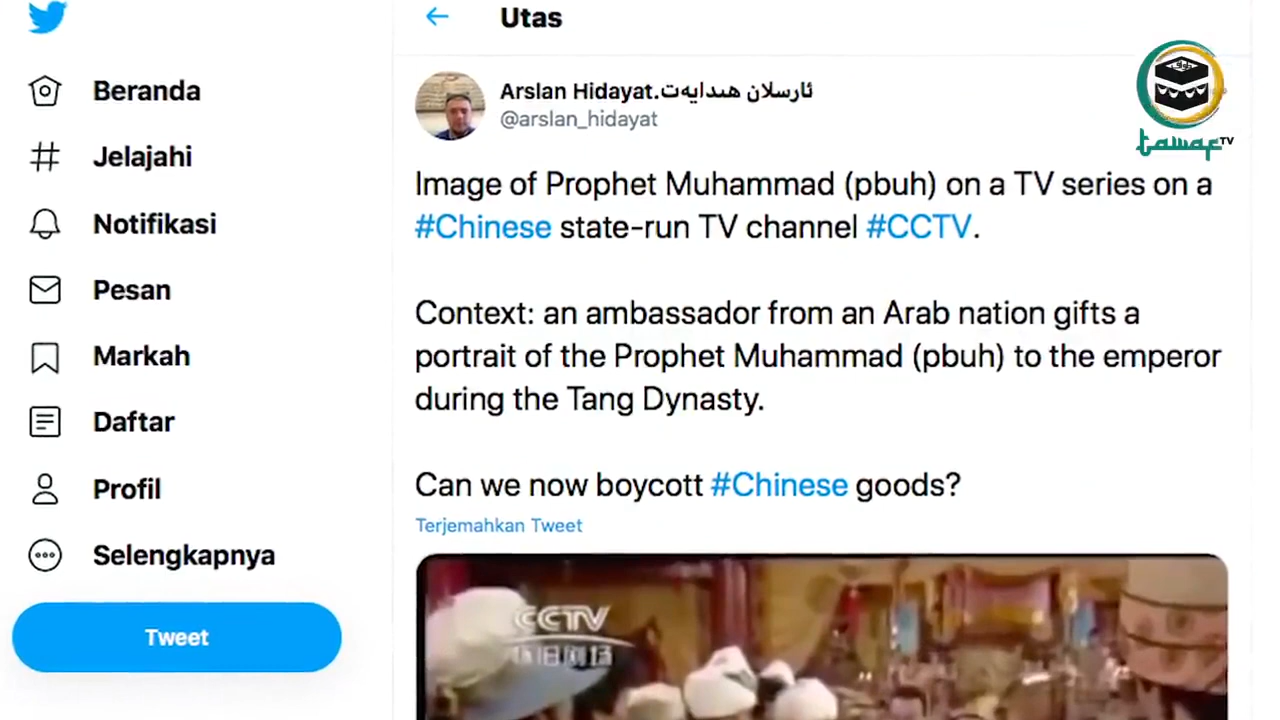 Utas
Beranda
Jelajahi
Notifikasi
Pesan
Markah
Daftar
Profil
Selengkapnya
Tweet
Arslan Hidayat.ئارسلان ھىدايەت
@arslan_hidayat
Image of Prophet Muhammad (pbuh) on a TV series on a
#Chinese state-run TV channel #CCTV.
Context: an ambassador from an Arab nation gifts a
portrait of the Prophet Muhammad (pbuh) to the emperor
during the Tang Dynasty.
Can we now boycott #Chinese goods?
Terjemahkan Tweet
CCTV
tawaf TV